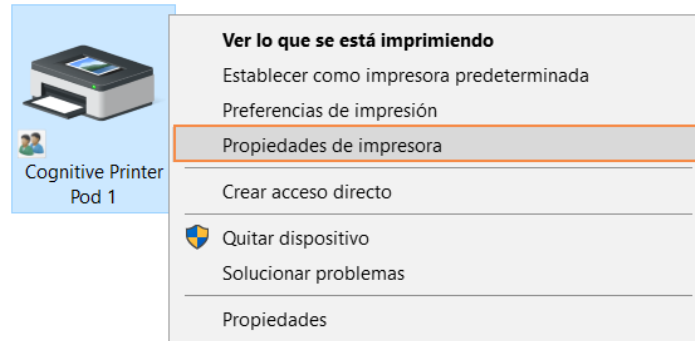 Ver lo que se está imprimiendo
Establecer como impresora predeterminada
Preferencias de impresión
Propiedades de impresora
Cognitive Printer
Pod 1
Crear acceso directo
Quitar dispositivo
Solucionar problemas
Propiedades